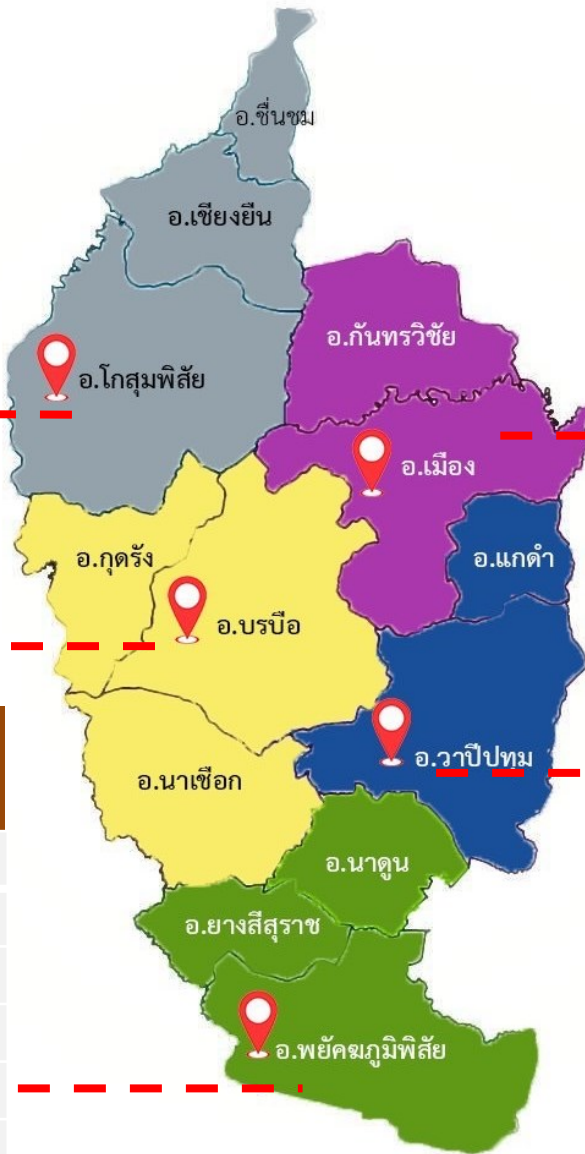 อ.ชื่นชม
อ.เชียงยืน
อ.กันทรวิชัย
อ.โกสุมพิสัย
อ.เมือง
อ.กุดรัง
อ.แกดำ
อ.บรบือ
อ.วาปีปทุม
อ.นาเชือก
อ.นาดูน
อ.ยางสีสุราช
อ.พยัคฆภูมิพิสัย